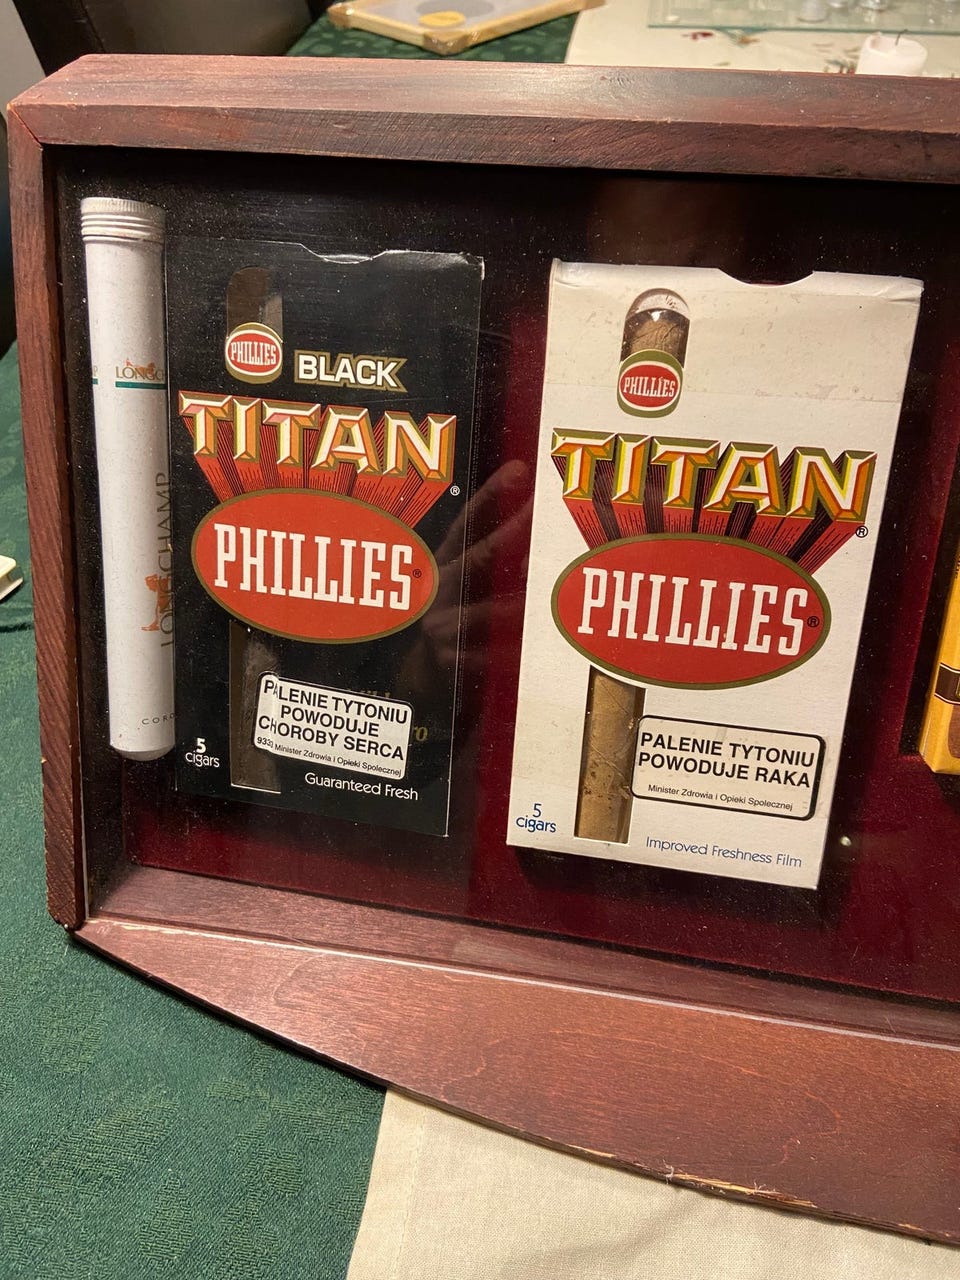 LONGCHAMP
PHILLIES
BLACK
TITAN®
PHILLIES®
PALENIE TYTONIU
POWODUJE
CHOROBY SERCA
Minister Zdrowia i Opieki Społecznej
5
cigars
Guaranteed Fresh
PHILLIES
TITAN®
PHILLIES®
PALENIE TYTONIU
POWODUJE RAKA
Minister Zdrowia i Opieki Społecznej
5
cigars
Improved Freshness Film